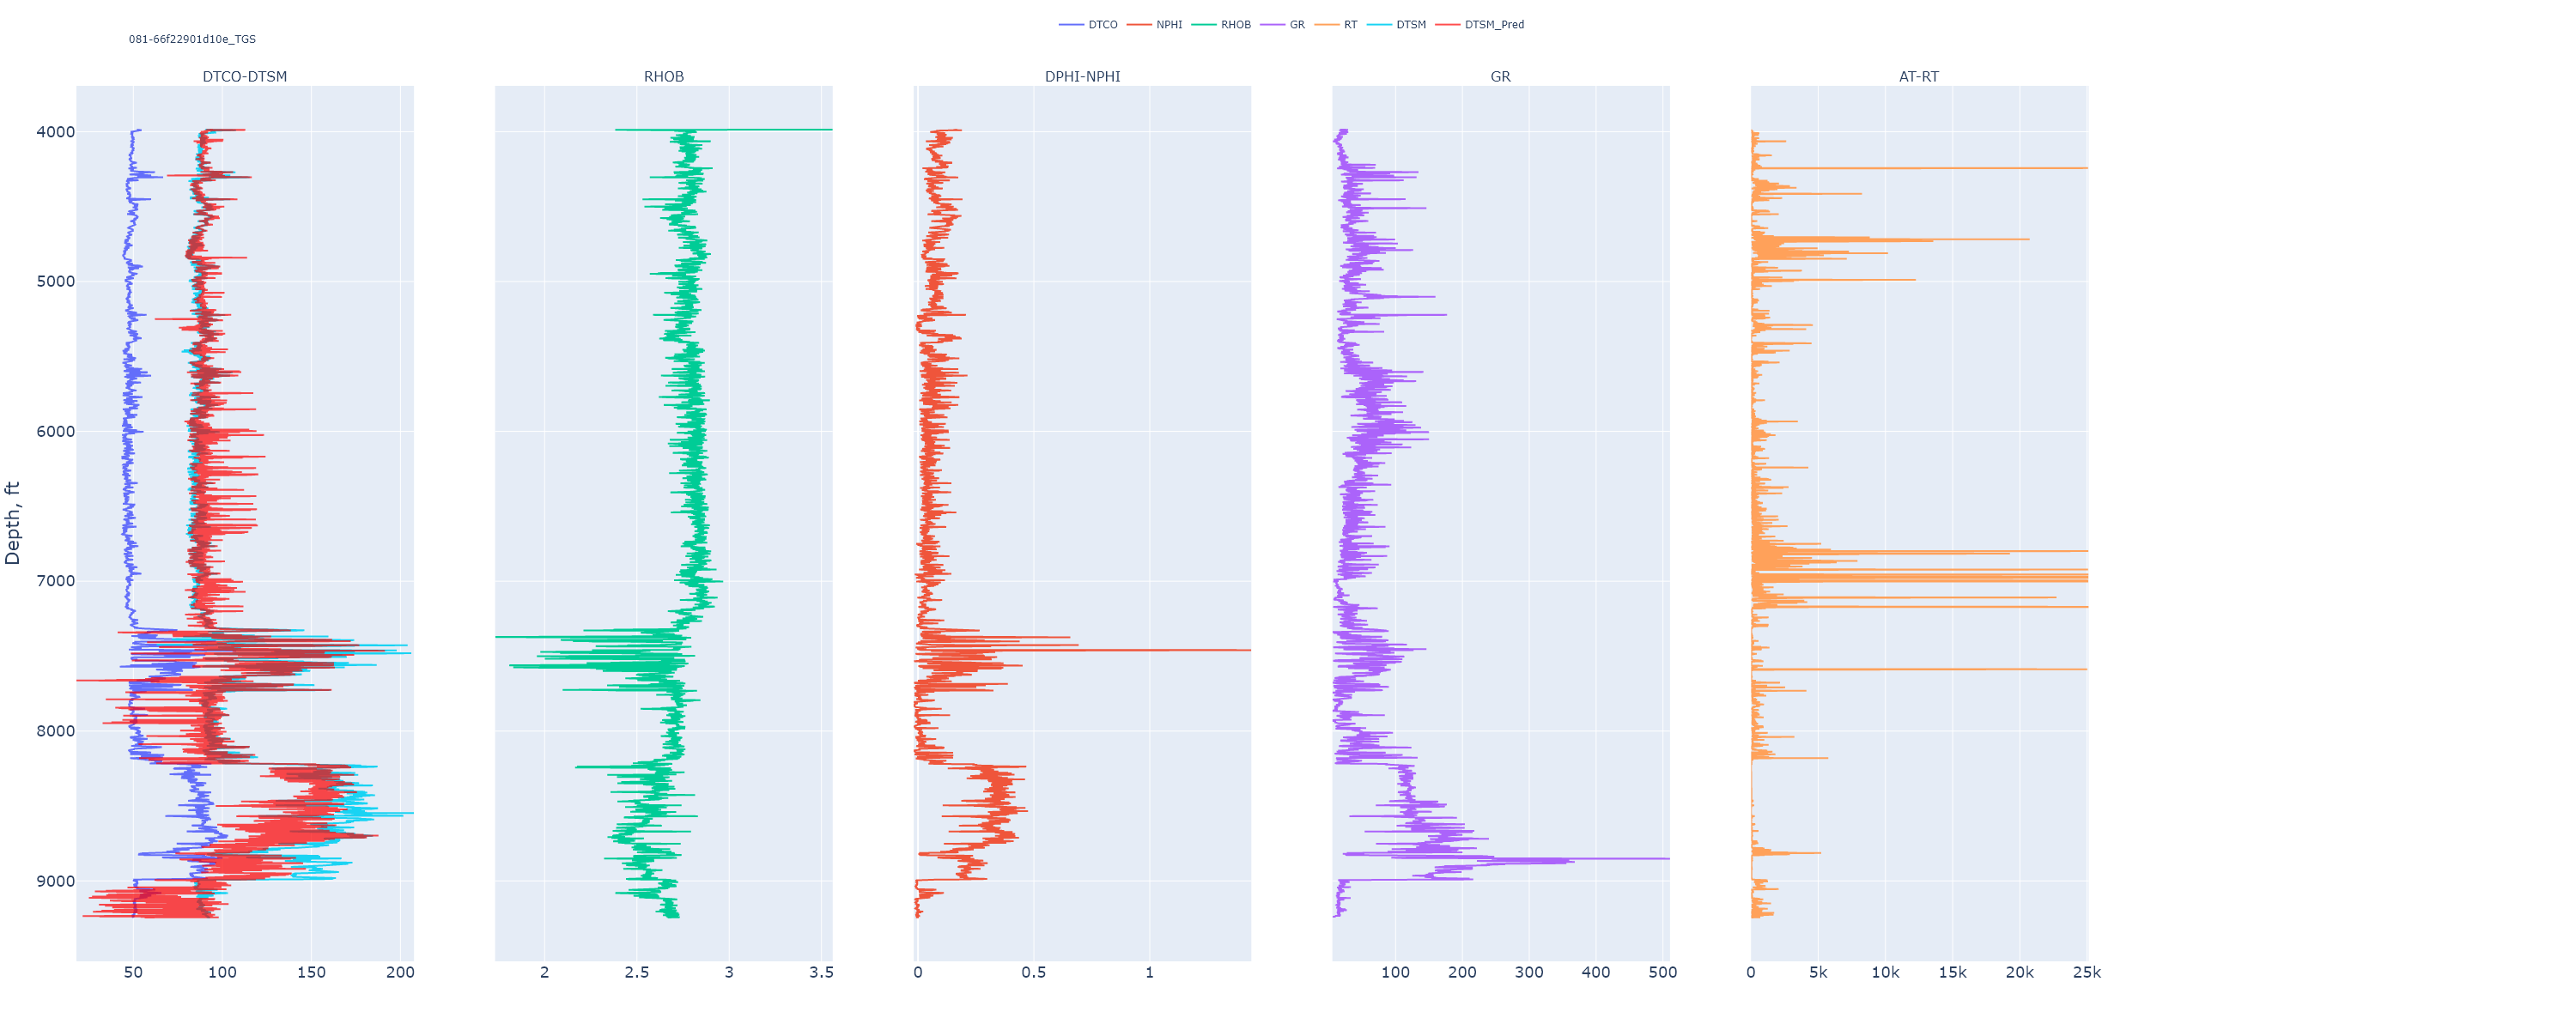 DTCO NPHI RHOB GR RT DTSM DTSM_Pred
081-66f22901d10e_TGS
DTCO-DTSM RHOB DPHI-NPHI GR AT-RT
4000
5000
6000
7000
8000
9000
Depth, ft
50 100 150 200 2 2.5 3 3.5 0 0.5 1 100 200 300 400 500 0 5k 10k 15k 20k 25k